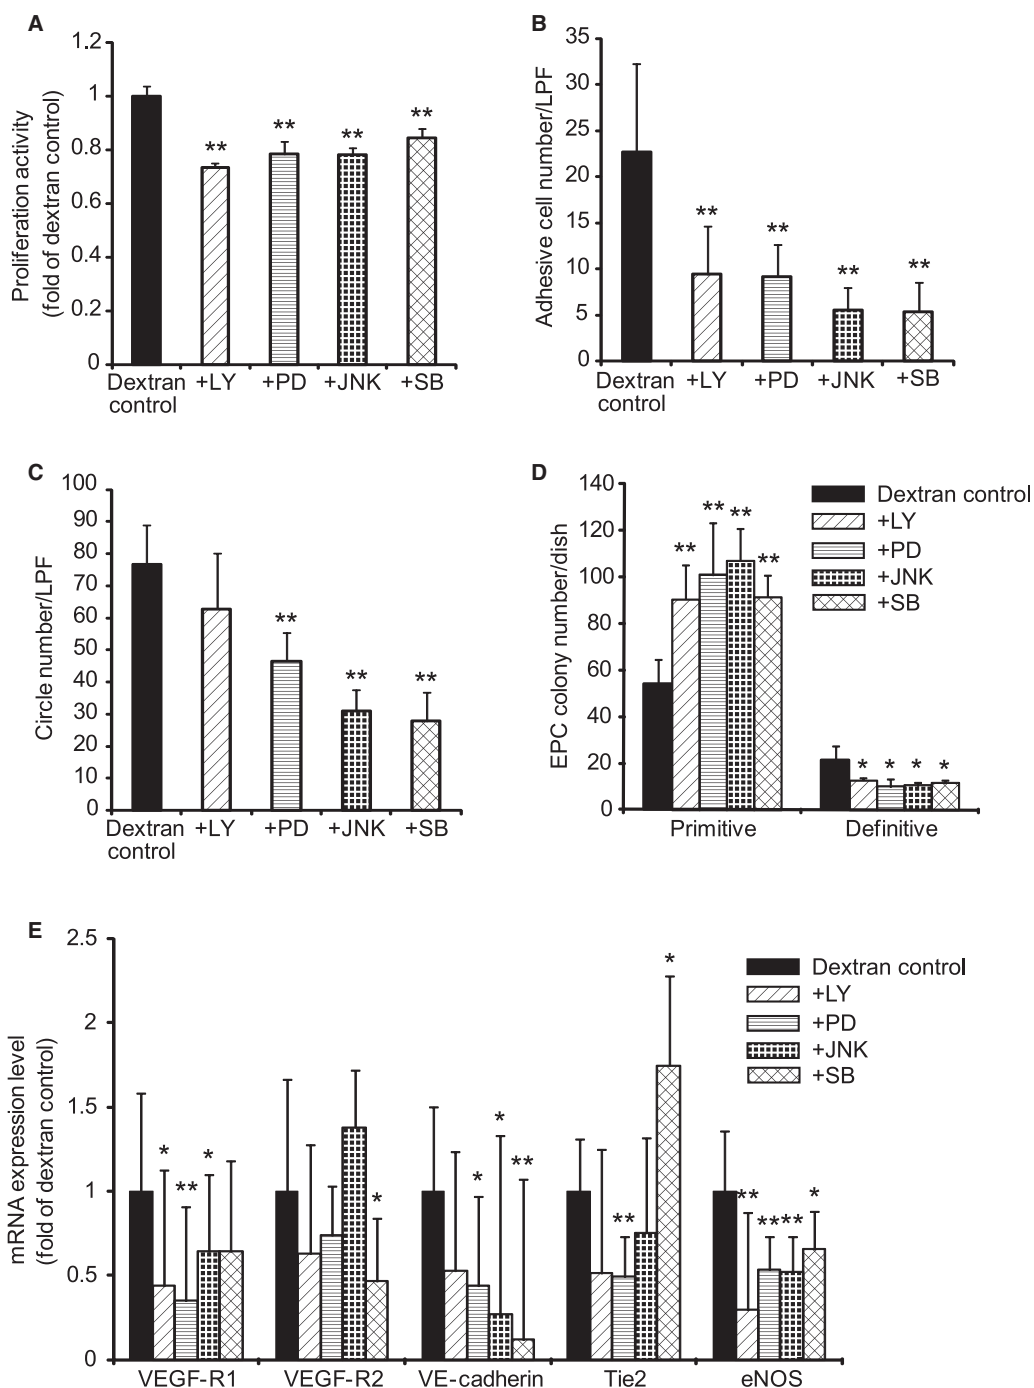 A
Proliferation activity
(fold of dextran control)
1.2
1
0.8
0.6
0.4
0.2
0
**
**
**
**
Dextran control
+LY
+PD
+JNK
+SB
B
Adhesive cell number/LPF
35
30
25
20
15
10
5
0
**
**
**
**
Dextran control
+LY
+PD
+JNK
+SB
C
Circle number/LPF
100
90
80
70
60
50
40
30
20
10
0
**
**
**
Dextran control
+LY
+PD
+JNK
+SB
D
EPC colony number/dish
140
120
100
80
60
40
20
0
**
**
**
**
*
*
*
*
Primitive
Definitive
Dextran control
+LY
+PD
+JNK
+SB
E
mRNA expression level
(fold of dextran control)
2.5
2
1.5
1
0.5
0
*
**
*
*
*
*
**
**
*
**
**
**
*
VEGF-R1
VEGF-R2
VE-cadherin
Tie2
eNOS
Dextran control
+LY
+PD
+JNK
+SB